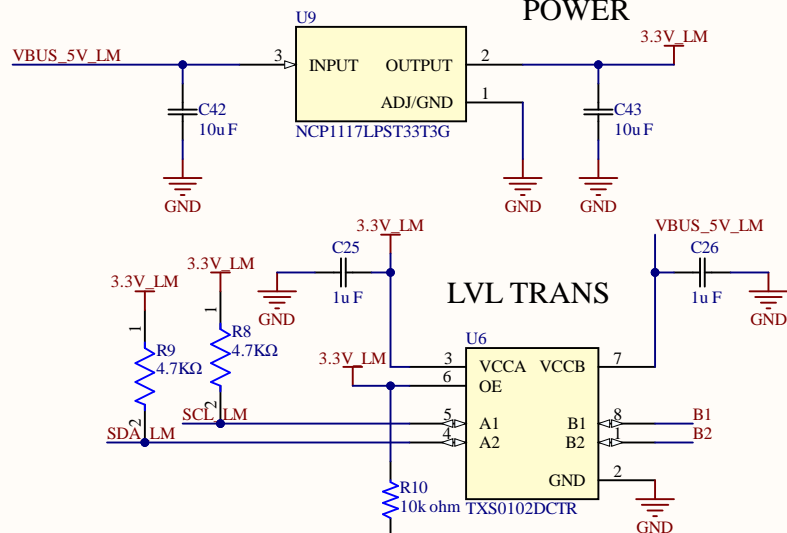 POWER
U9
3.3V_LM
VBUS_5V_LM
3
INPUT
OUTPUT
2
ADJ/GND
1
C42
10uF
C43
10uF
NCP1117LPST33T3G
GND
GND
GND
3.3V_LM
VBUS_5V_LM
C25
C26
3.3V_LM
3.3V_LM
1uF
LVL TRANS
1uF
GND
GND
1
1
R9
4.7KΩ
R8
4.7KΩ
U6
3.3V_LM
3
VCCA
VCCB
7
6
OE
2
SCL_LM
5
A1
B1
8
B1
2
SDA_LM
4
A2
B2
1
B2
GND
2
R10
10k ohm
TXS0102DCTR
GND